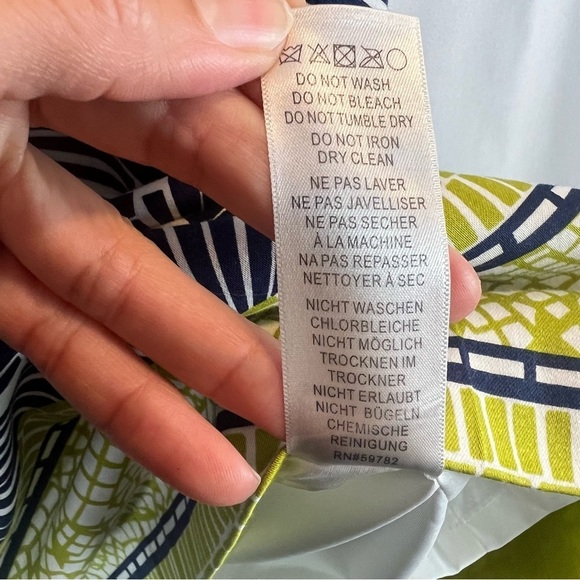 DO NOT WASH
DO NOT BLEACH
DO NOT TUMBLE DRY
DO NOT IRON
DRY CLEAN
NE PAS LAVER
NE PAS JAVELLISER
NE PAS SECHER
À LA MACHINE
NA PAS REPASSER
NETTOYER À SEC
NICHT WASCHEN
CHLORBLEICHE
NICHT MÖGLICH
TROCKNEN IM
TROCKNER
NICHT ERLAUBT
NICHT BÜGELN
CHEMISCHE
REINIGUNG
RN#59782